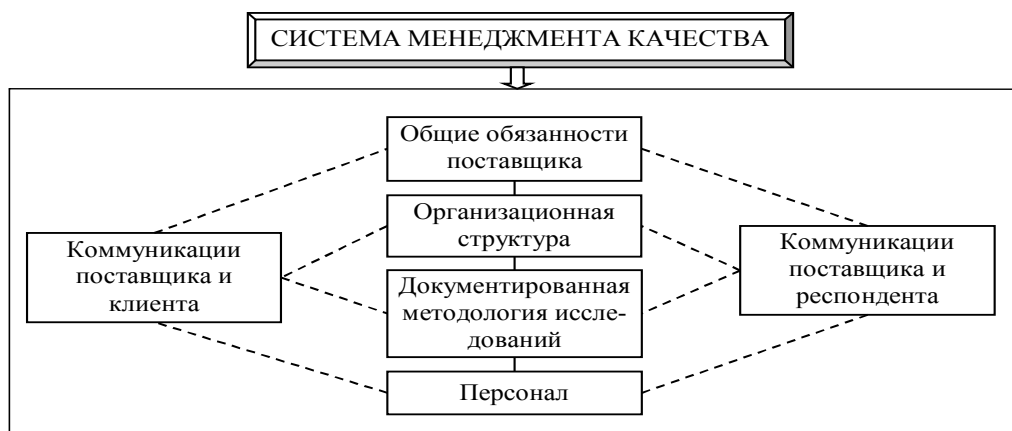 СИСТЕМА МЕНЕДЖМЕНТА КАЧЕСТВА
Общие обязанности
поставщика
Организационная
структура
Коммуникации
поставщика и
клиента
Коммуникации
поставщика и
респондента
Документированная
методология иссле-
дований
Персонал